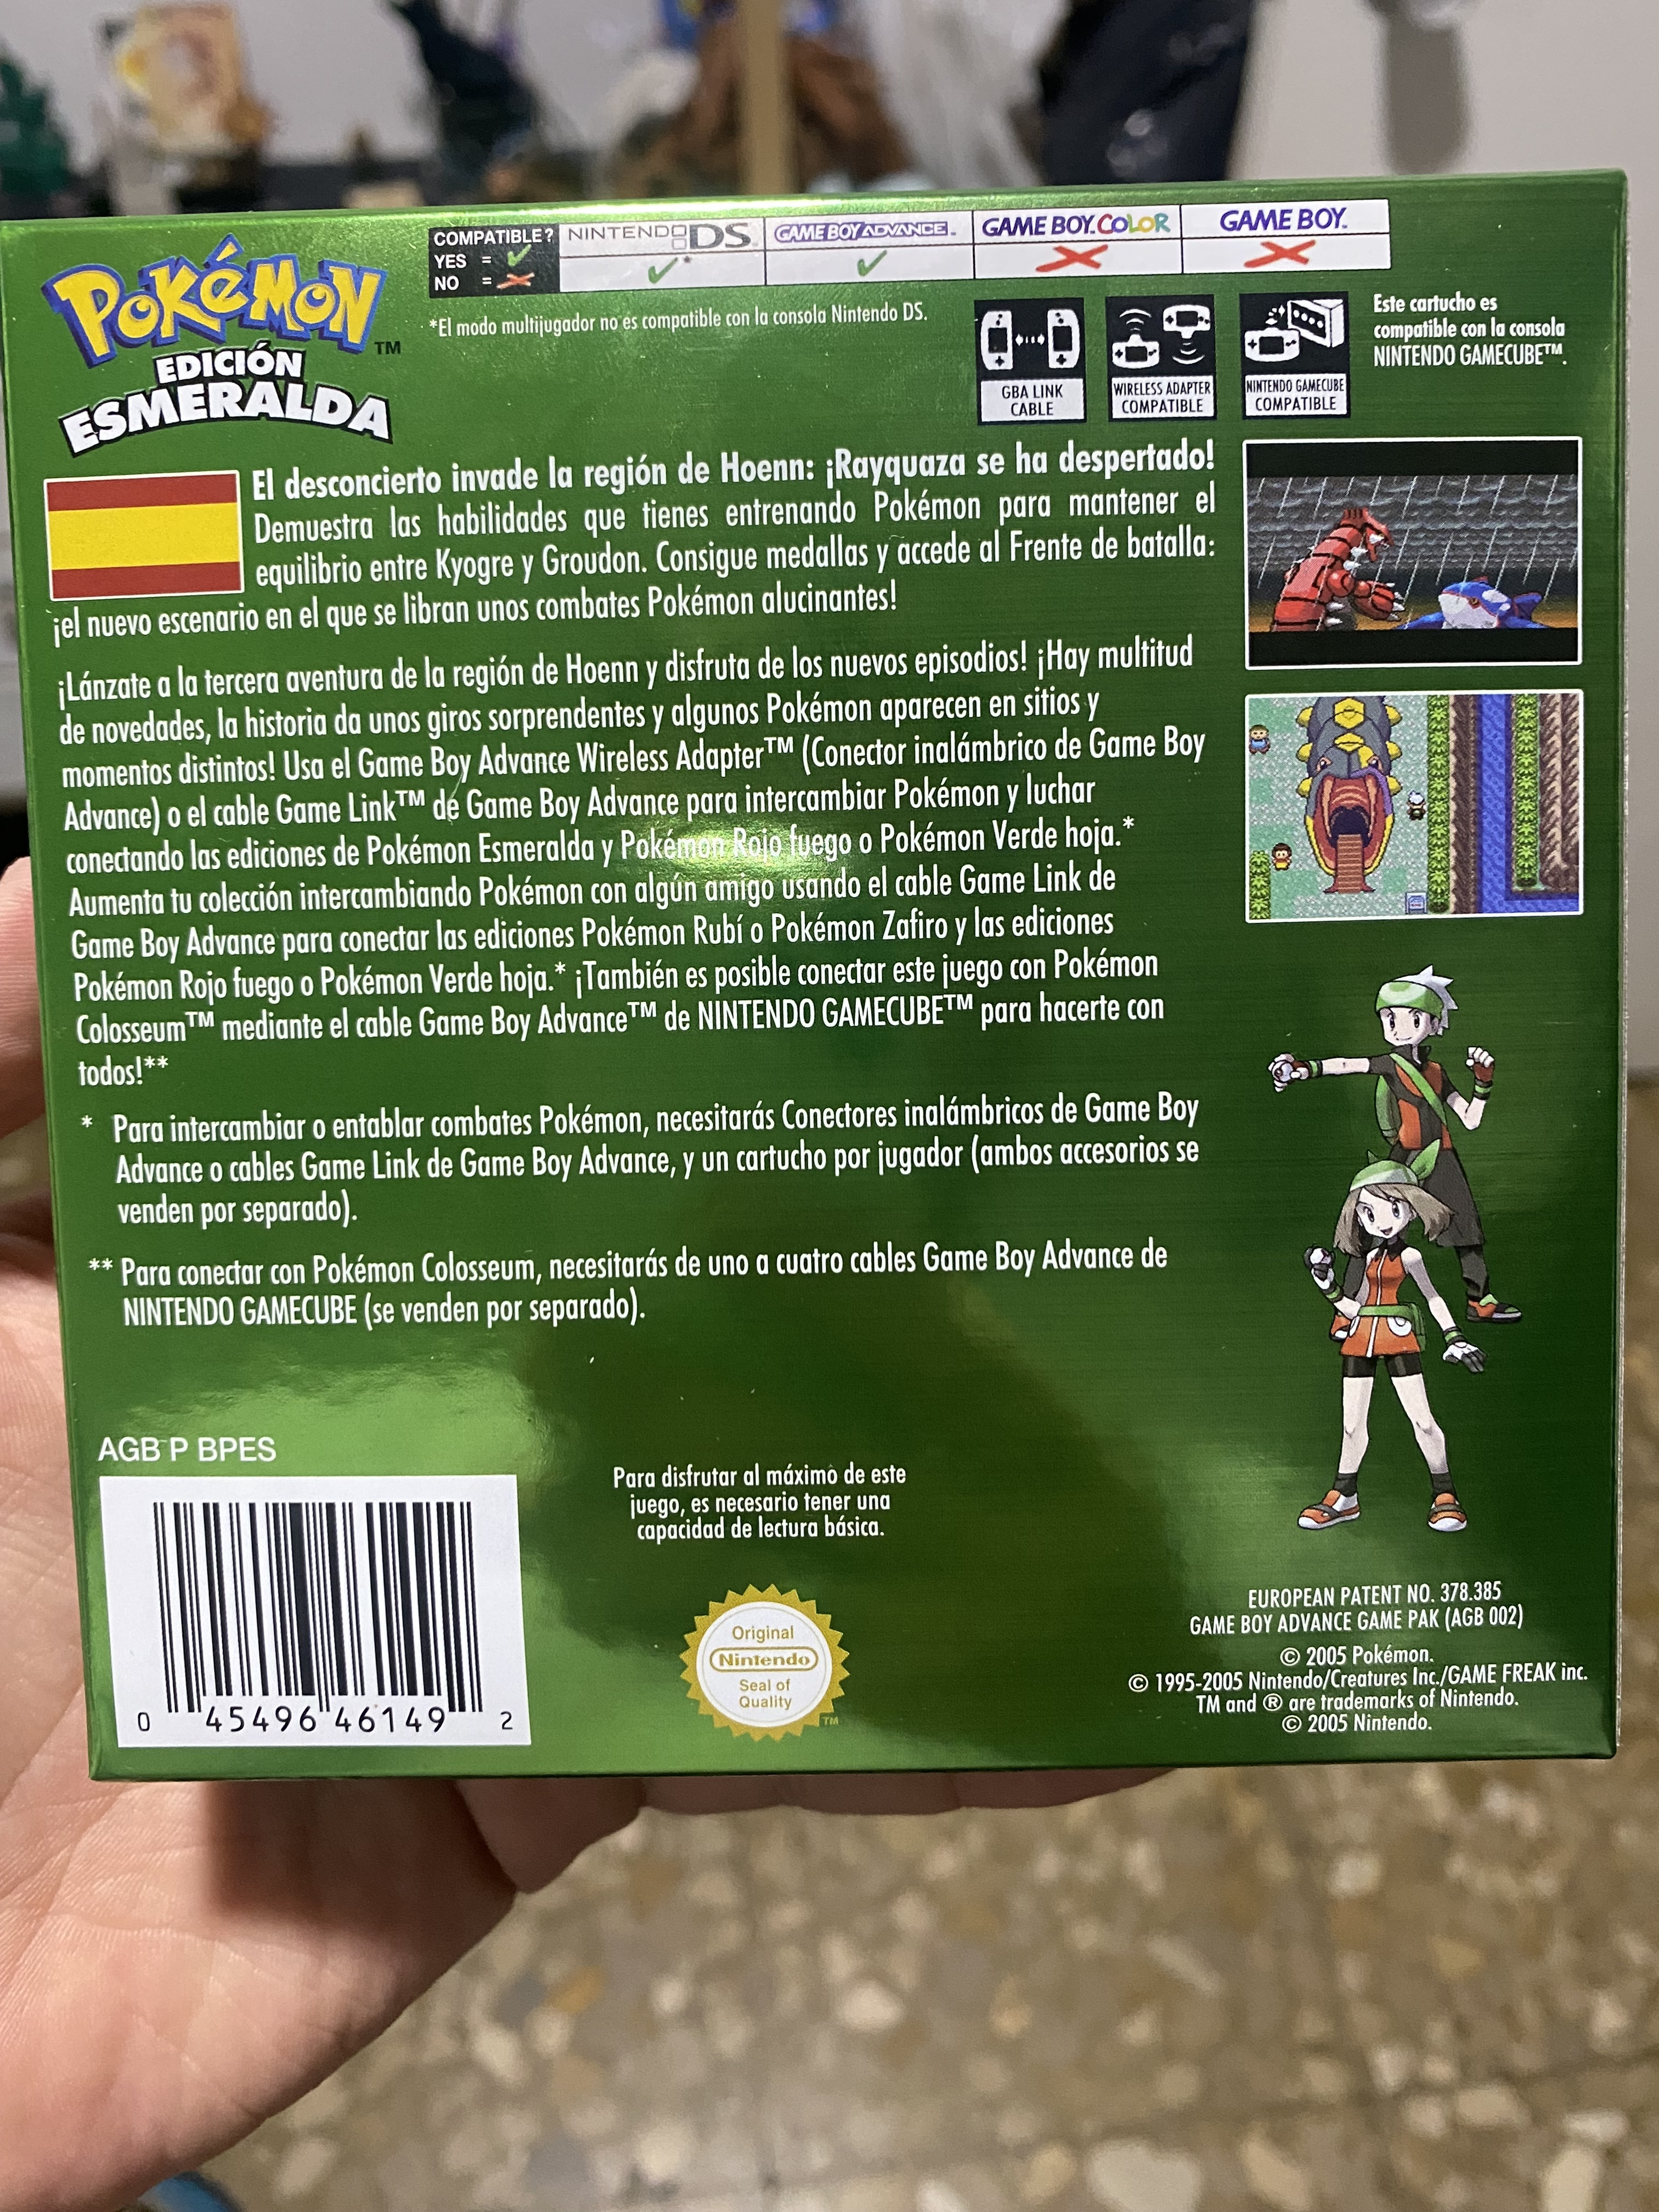 COMPATIBLE?
YES =
NO =
NINTENDO DS
GAME BOY ADVANCE
GAME BOY COLOR
GAME BOY
*
*El modo multijugador no es compatible con la consola Nintendo DS.
POKéMON
TM
EDICIÓN
ESMERALDA
GBA LINK
CABLE
WIRELESS ADAPTER
COMPATIBLE
NINTENDO GAMECUBE
COMPATIBLE
Este cartucho es
compatible con la consola
NINTENDO GAMECUBE™.
El desconcierto invade la región de Hoenn: ¡Rayquaza se ha despertado!
Demuestra las habilidades que tienes entrenando Pokémon para mantener el
equilibrio entre Kyogre y Groudon. Consigue medallas y accede al Frente de batalla:
¡el nuevo escenario en el que se libran unos combates Pokémon alucinantes!
¡Lánzate a la tercera aventura de la región de Hoenn y disfruta de los nuevos episodios! ¡Hay multitud
de novedades, la historia da unos giros sorprendentes y algunos Pokémon aparecen en sitios y
momentos distintos! Usa el Game Boy Advance Wireless Adapter™ (Conector inalámbrico de Game Boy
Advance) o el cable Game Link™ de Game Boy Advance para intercambiar Pokémon y luchar
conectando las ediciones de Pokémon Esmeralda y Pokémon Rojo fuego o Pokémon Verde hoja.*
Aumenta tu colección intercambiando Pokémon con algún amigo usando el cable Game Link de
Game Boy Advance para conectar las ediciones Pokémon Rubí o Pokémon Zafiro y las ediciones
Pokémon Rojo fuego o Pokémon Verde hoja.* ¡También es posible conectar este juego con Pokémon
Colosseum™ mediante el cable Game Boy Advance™ de NINTENDO GAMECUBE™ para hacerte con
todos!**
* Para intercambiar o entablar combates Pokémon, necesitarás Conectores inalámbricos de Game Boy
Advance o cables Game Link de Game Boy Advance, y un cartucho por jugador (ambos accesorios se
venden por separado).
** Para conectar con Pokémon Colosseum, necesitarás de uno a cuatro cables Game Boy Advance de
NINTENDO GAMECUBE (se venden por separado).
AGB P BPES
0 45496 46149 2
Para disfrutar al máximo de este
juego, es necesario tener una
capacidad de lectura básica.
Original
Nintendo
Seal of
Quality
TM
EUROPEAN PATENT NO. 378.385
GAME BOY ADVANCE GAME PAK (AGB 002)
© 2005 Pokémon.
© 1995-2005 Nintendo/Creatures Inc./GAME FREAK inc.
TM and ® are trademarks of Nintendo.
© 2005 Nintendo.